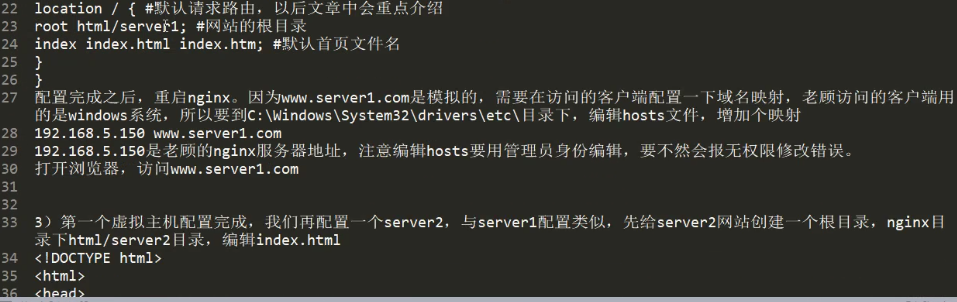 22 location / { #默认请求路由，以后文章中会重点介绍
23 root html/server1; #网站的根目录
24 index index.html index.htm; #默认首页文件名
25 }
26 }
27 配置完成之后，重启nginx。因为www.server1.com是模拟的，需要在访问的客户端配置一下域名映射，老顾访问的客户端用
的是windows系统，所以要到C:\Windows\System32\drivers\etc\目录下，编辑hosts文件，增加个映射
28 192.168.5.150 www.server1.com
29 192.168.5.150是老顾的nginx服务器地址，注意编辑hosts要用管理员身份编辑，要不然会报无权限修改错误。
30 打开浏览器，访问www.server1.com
31
32
33 3）第一个虚拟主机配置完成，我们再配置一个server2，与server1配置类似，先给server2网站创建一个根目录，nginx目
录下html/server2目录，编辑index.html
34 <!DOCTYPE html>
35 <html>
36 <head>